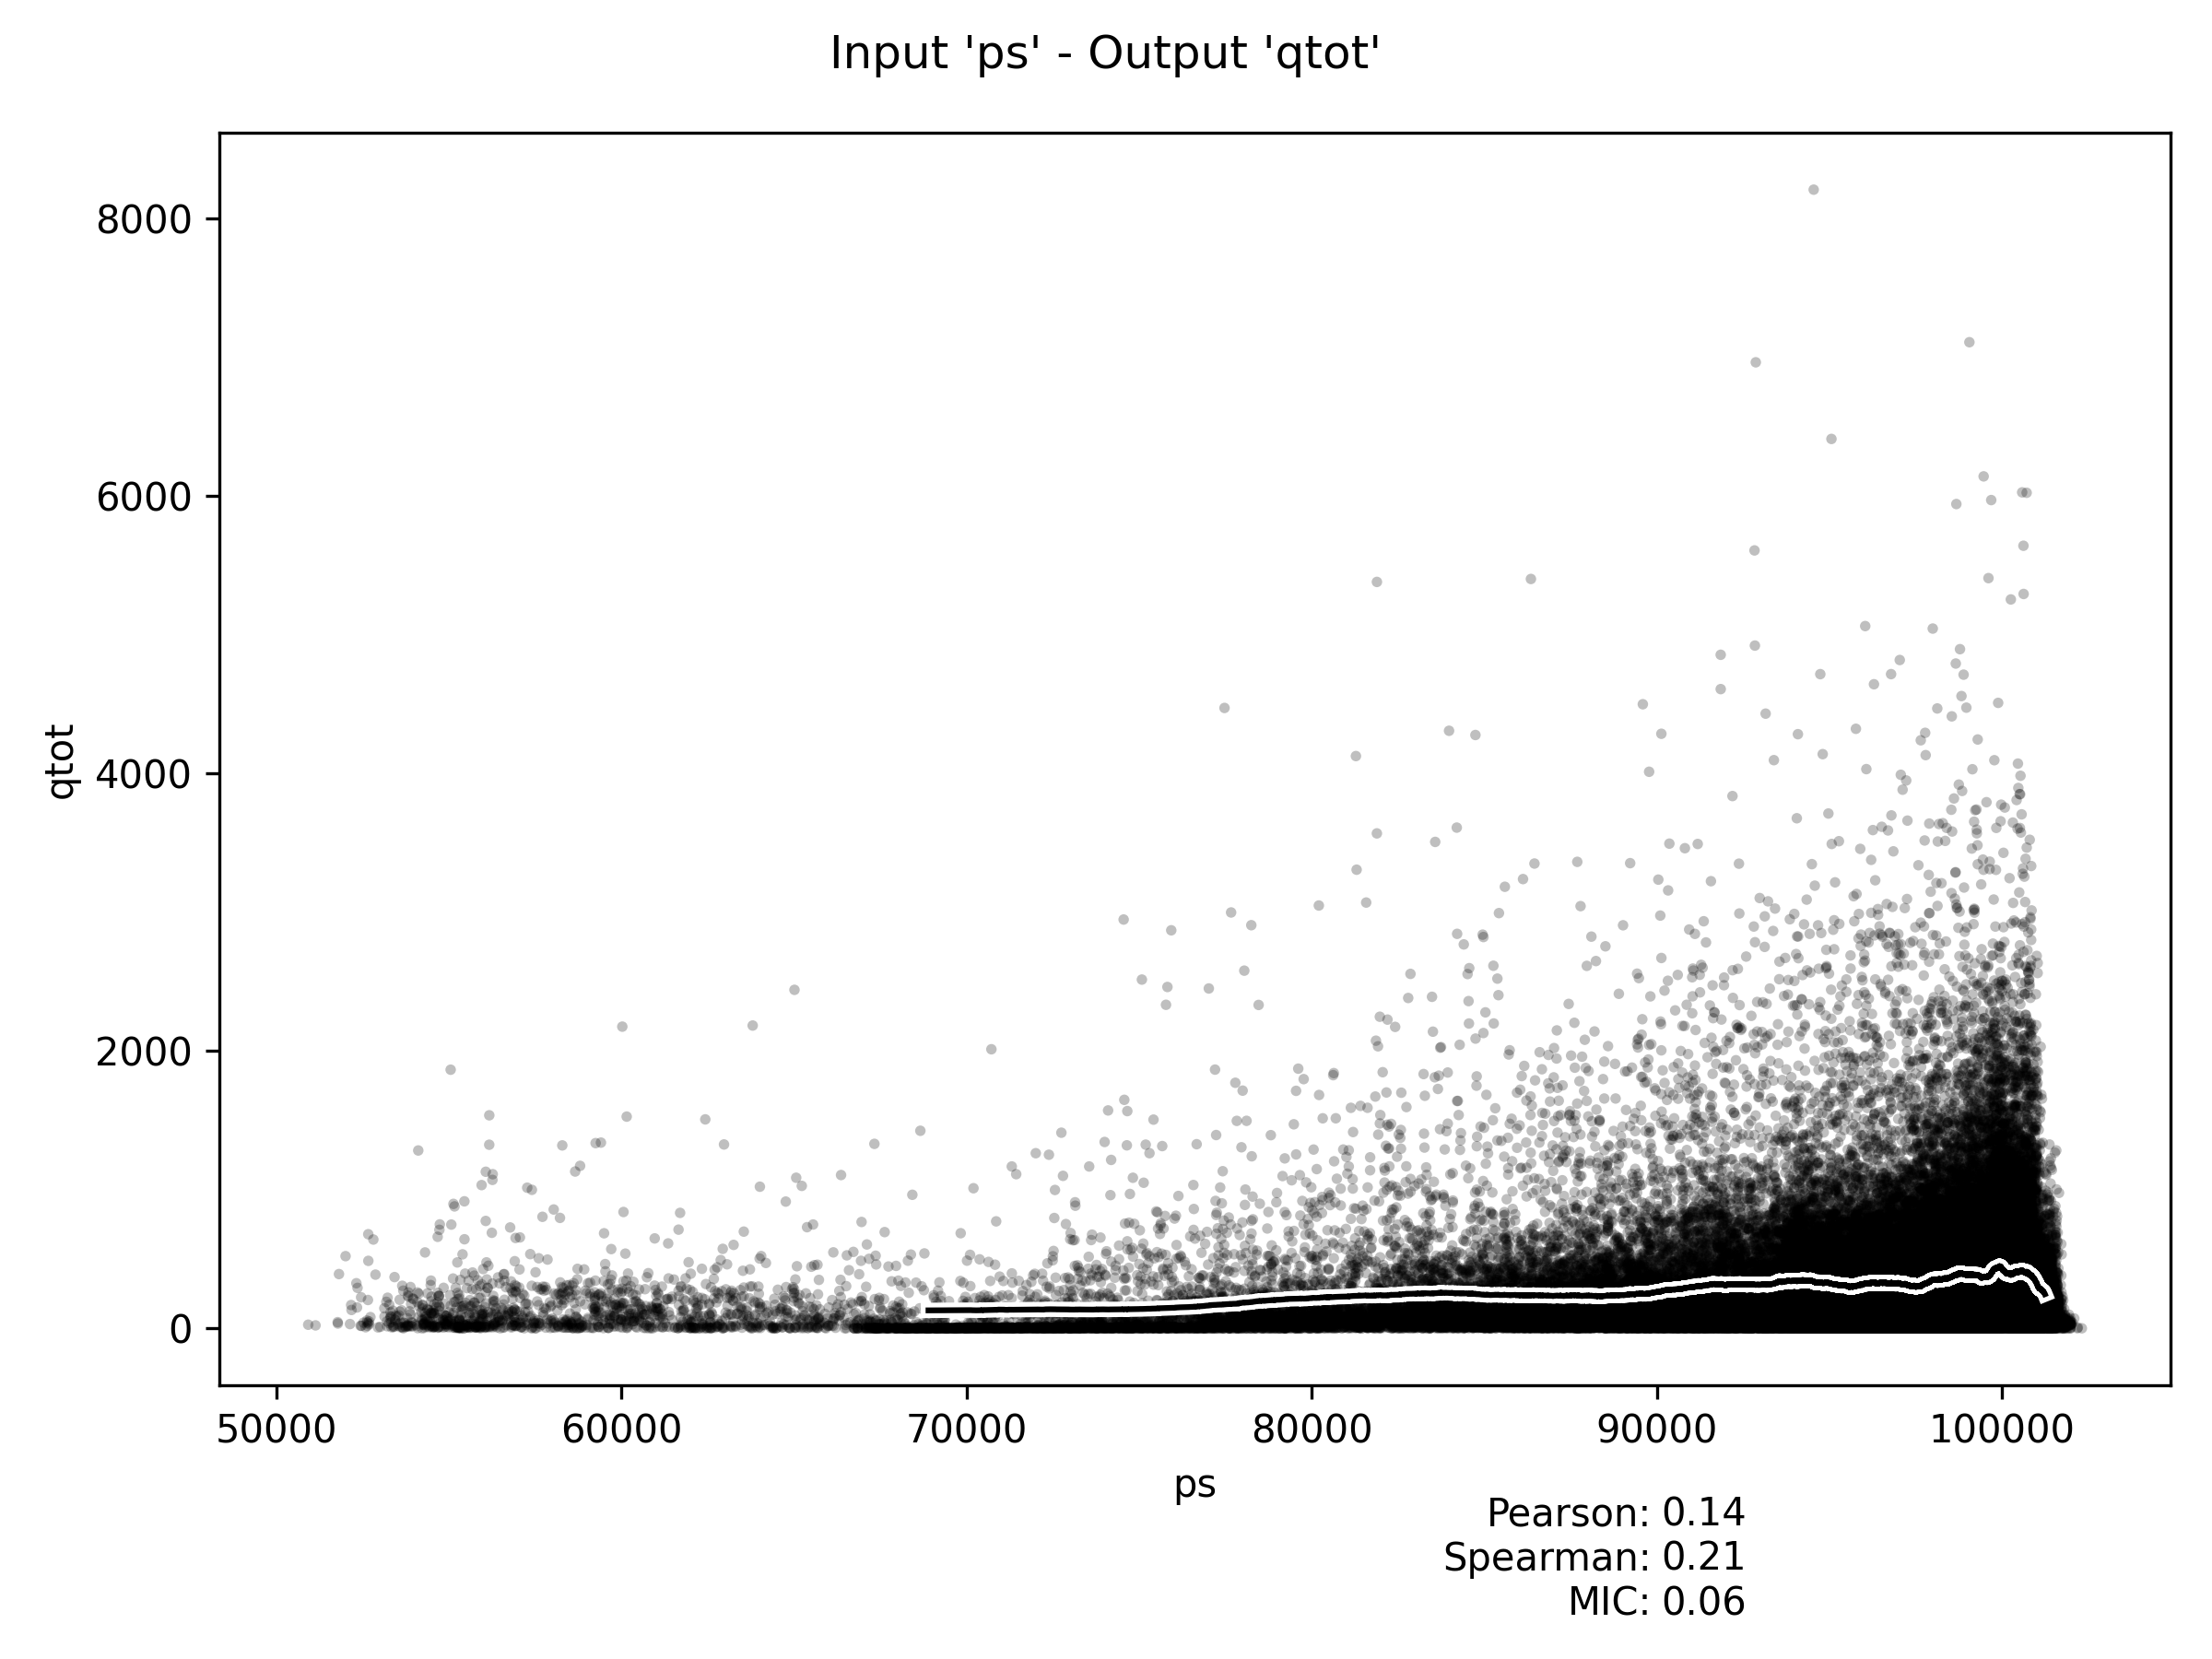 Input 'ps' - Output 'qtot'
8000
6000
4000
2000
0
qtot
50000 60000 70000 80000 90000 100000
ps
Pearson: 0.14
Spearman: 0.21
MIC: 0.06